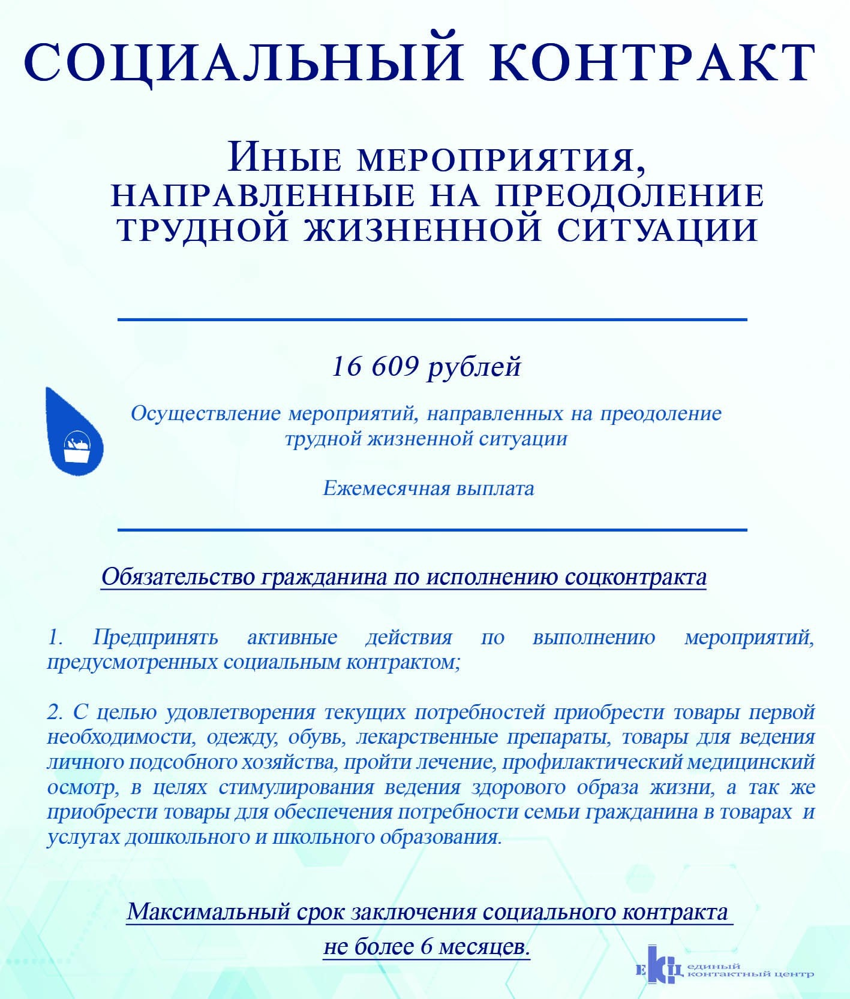 СОЦИАЛЬНЫЙ КОНТРАКТ
Иные мероприятия,
направленные на преодоление
трудной жизненной ситуации
16 609 рублей
Осуществление мероприятий, направленных на преодоление
трудной жизненной ситуации
Ежемесячная выплата
Обязательство гражданина по исполнению соцконтракта
1. Предпринять активные действия по выполнению мероприятий,
предусмотренных социальным контрактом;
2. С целью удовлетворения текущих потребностей приобрести товары первой
необходимости, одежду, обувь, лекарственные препараты, товары для ведения
личного подсобного хозяйства, пройти лечение, профилактический медицинский
осмотр, в целях стимулирования ведения здорового образа жизни, а так же
приобрести товары для обеспечения потребности семьи гражданина в товарах и
услугах дошкольного и школьного образования.
Максимальный срок заключения социального контракта
не более 6 месяцев.
екц единый
контактный центр